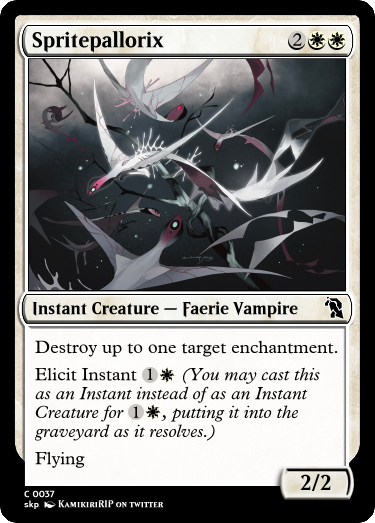 Spritepallorix 2
Instant Creature — Faerie Vampire
Destroy up to one target enchantment.
Elicit Instant 1 (You may cast this
as an Instant instead of as an Instant
Creature for 1, putting it into the
graveyard as it resolves.)
Flying
2/2
C 0037
skp KamikiriRIP on twitter